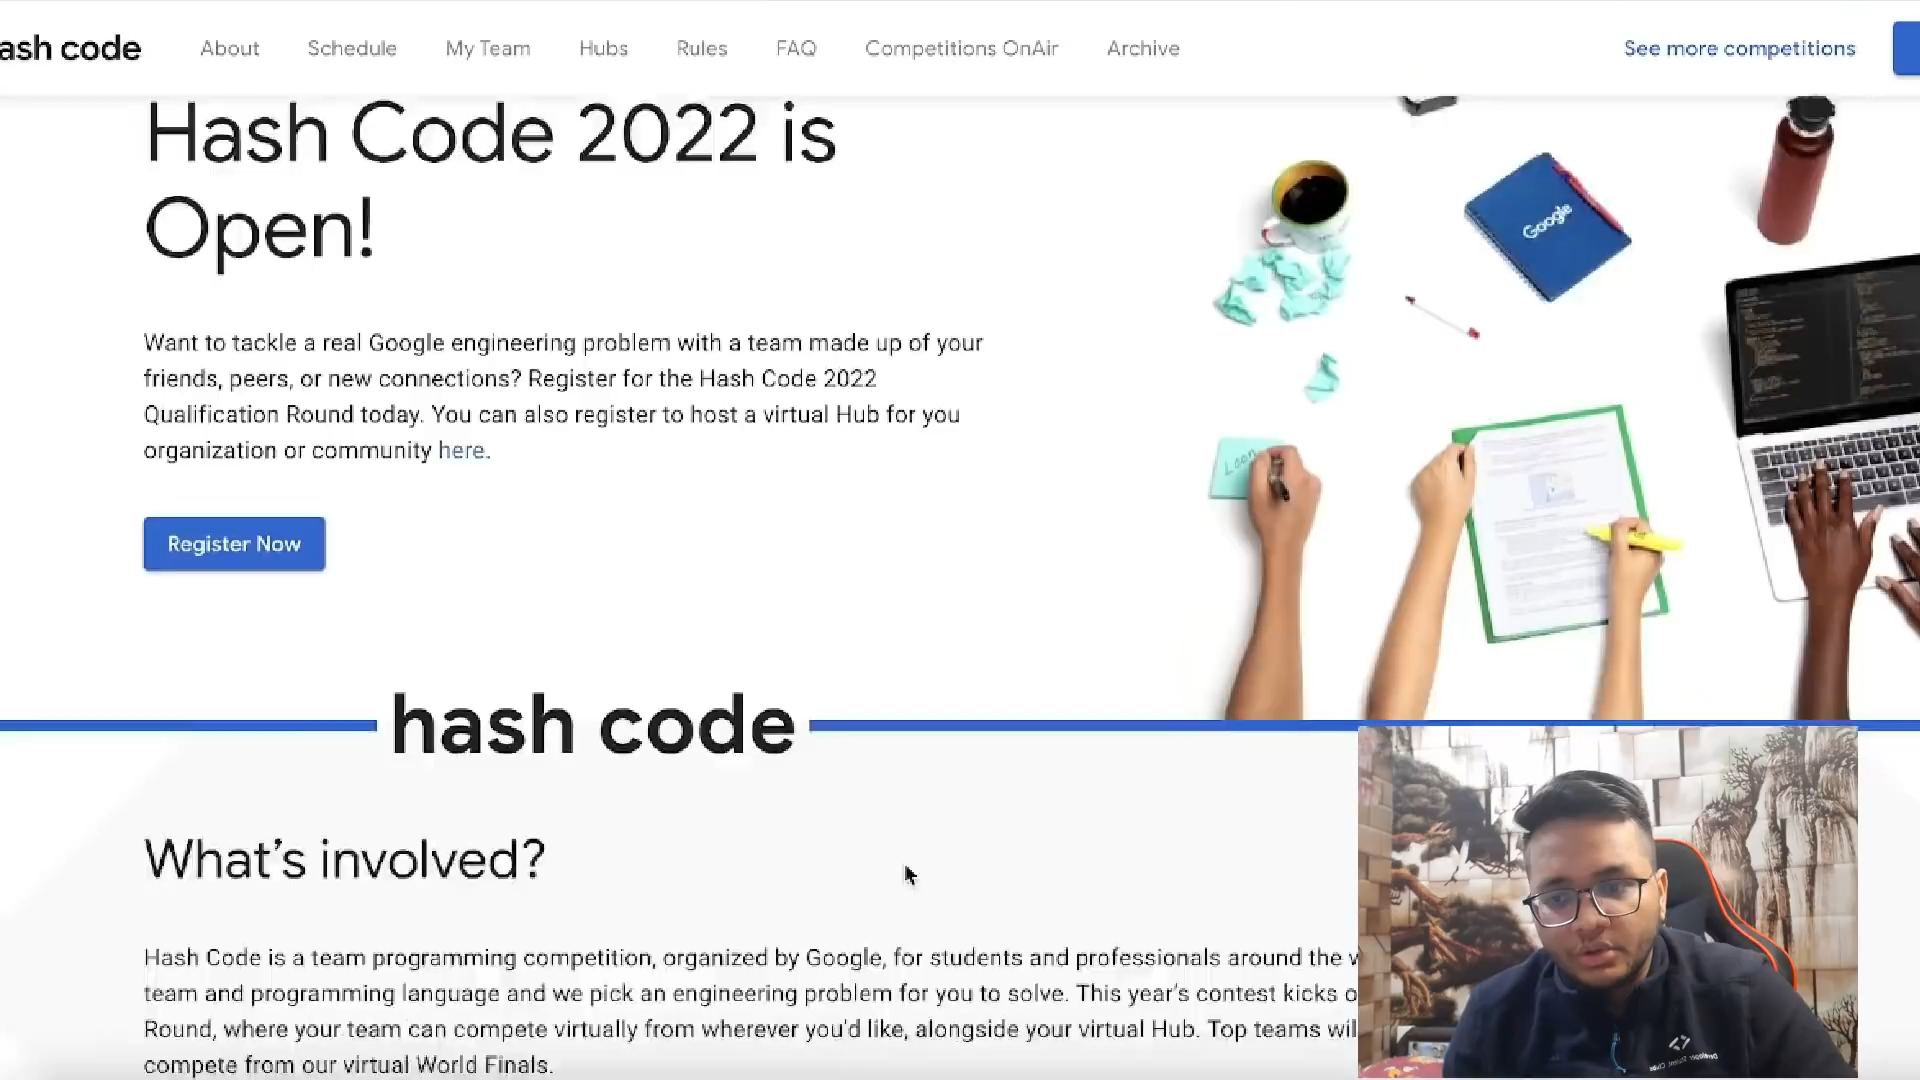 ash code
About
Schedule
My Team
Hubs
Rules
FAQ
Competitions OnAir
Archive
See more competitions
Hash Code 2022 is
Open!
Want to tackle a real Google engineering problem with a team made up of your
friends, peers, or new connections? Register for the Hash Code 2022
Qualification Round today. You can also register to host a virtual Hub for you
organization or community here.
Register Now
Google
hash code
What's involved?
Hash Code is a team programming competition, organized by Google, for students and professionals around the w
team and programming language and we pick an engineering problem for you to solve. This year's contest kicks o
Round, where your team can compete virtually from wherever you'd like, alongside your virtual Hub. Top teams wil
compete from our virtual World Finals.